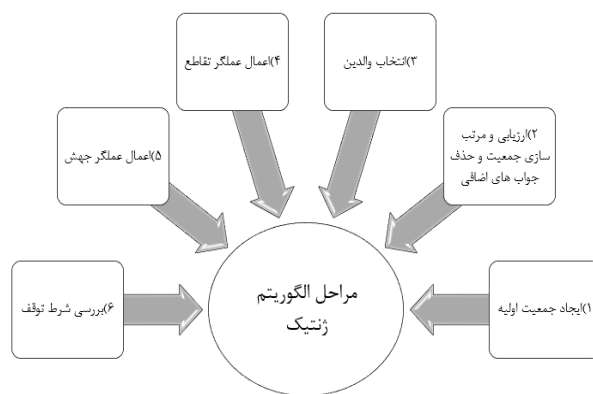 ۱)ایجاد جمعیت اولیه
۲)ارزیابی و مرتب
سازی جمعیت و حذف
جواب های اضافی
۳)انتخاب والدین
۴)اعمال عملگر تقاطع
۵)اعمال عملگر جهش
۶)بررسی شرط توقف
مراحل الگوریتم
ژنتیک